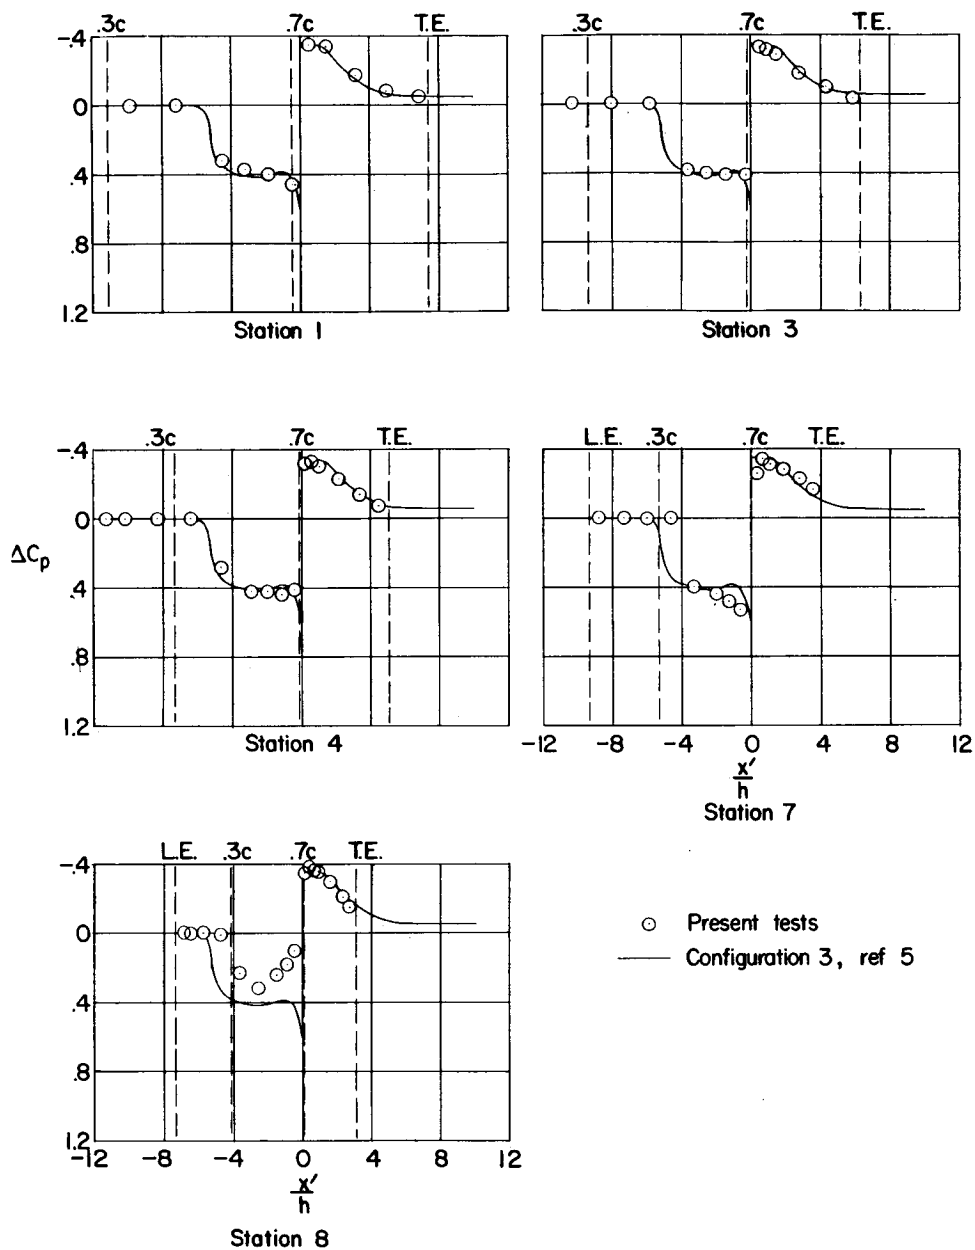 .3c .7c T.E.
-.4
0
.4
.8
1.2
Station 1
.3c .7c T.E.
Station 3
.3c .7c T.E.
-.4
0
.4
.8
1.2
ΔCp
Station 4
L.E. .3c .7c T.E.
-12 -8 -4 0 4 8 12
x′
h
Station 7
L.E. .3c .7c T.E.
-.4
0
.4
.8
1.2
-12 -8 -4 0 4 8 12
x′
h
Station 8
Present tests
Configuration 3, ref 5